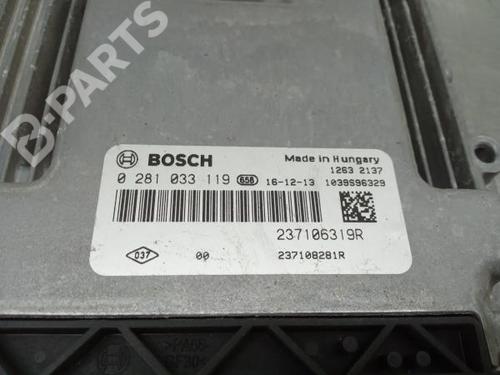 B-PARTS
BOSCH
Made in Hungary
1263 2137
0 281 033 119 656 16-12-13 1039S96329
237106319R
037 00 237108281R